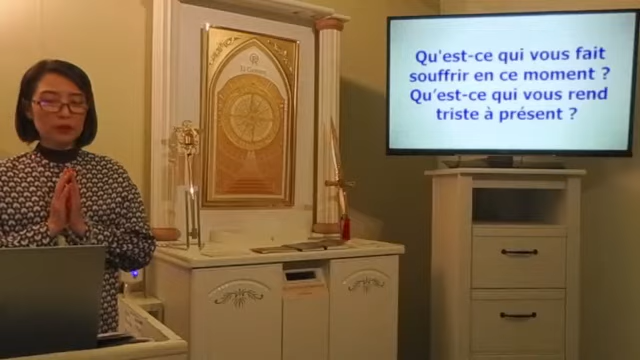 Qu'est-ce qui vous fait
souffrir en ce moment ?
Qu'est-ce qui vous rend
triste à présent ?